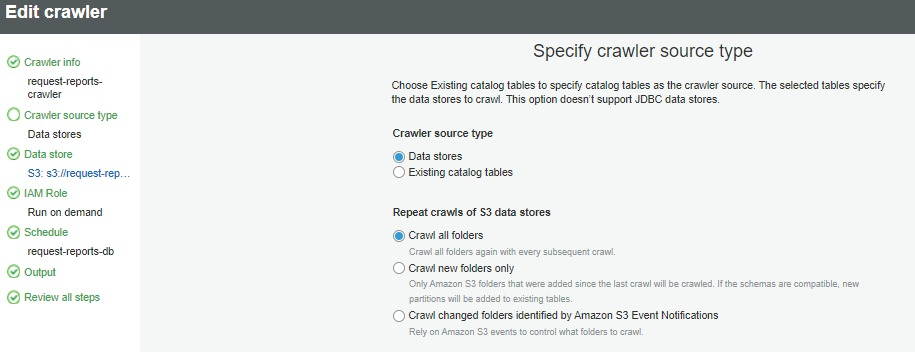 Edit crawler
Crawler info
request-reports-
crawler
Crawler source type
Data stores
Data store
S3: s3://request-rep...
IAM Role
Run on demand
Schedule
request-reports-db
Output
Review all steps
Specify crawler source type
Choose Existing catalog tables to specify catalog tables as the crawler source. The selected tables specify
the data stores to crawl. This option doesn't support JDBC data stores.
Crawler source type
Data stores
Existing catalog tables
Repeat crawls of S3 data stores
Crawl all folders
Crawl all folders again with every subsequent crawl.
Crawl new folders only
Only Amazon S3 folders that were added since the last crawl will be crawled. If the schemas are compatible, new
partitions will be added to existing tables.
Crawl changed folders identified by Amazon S3 Event Notifications
Rely on Amazon S3 events to control what folders to crawl.